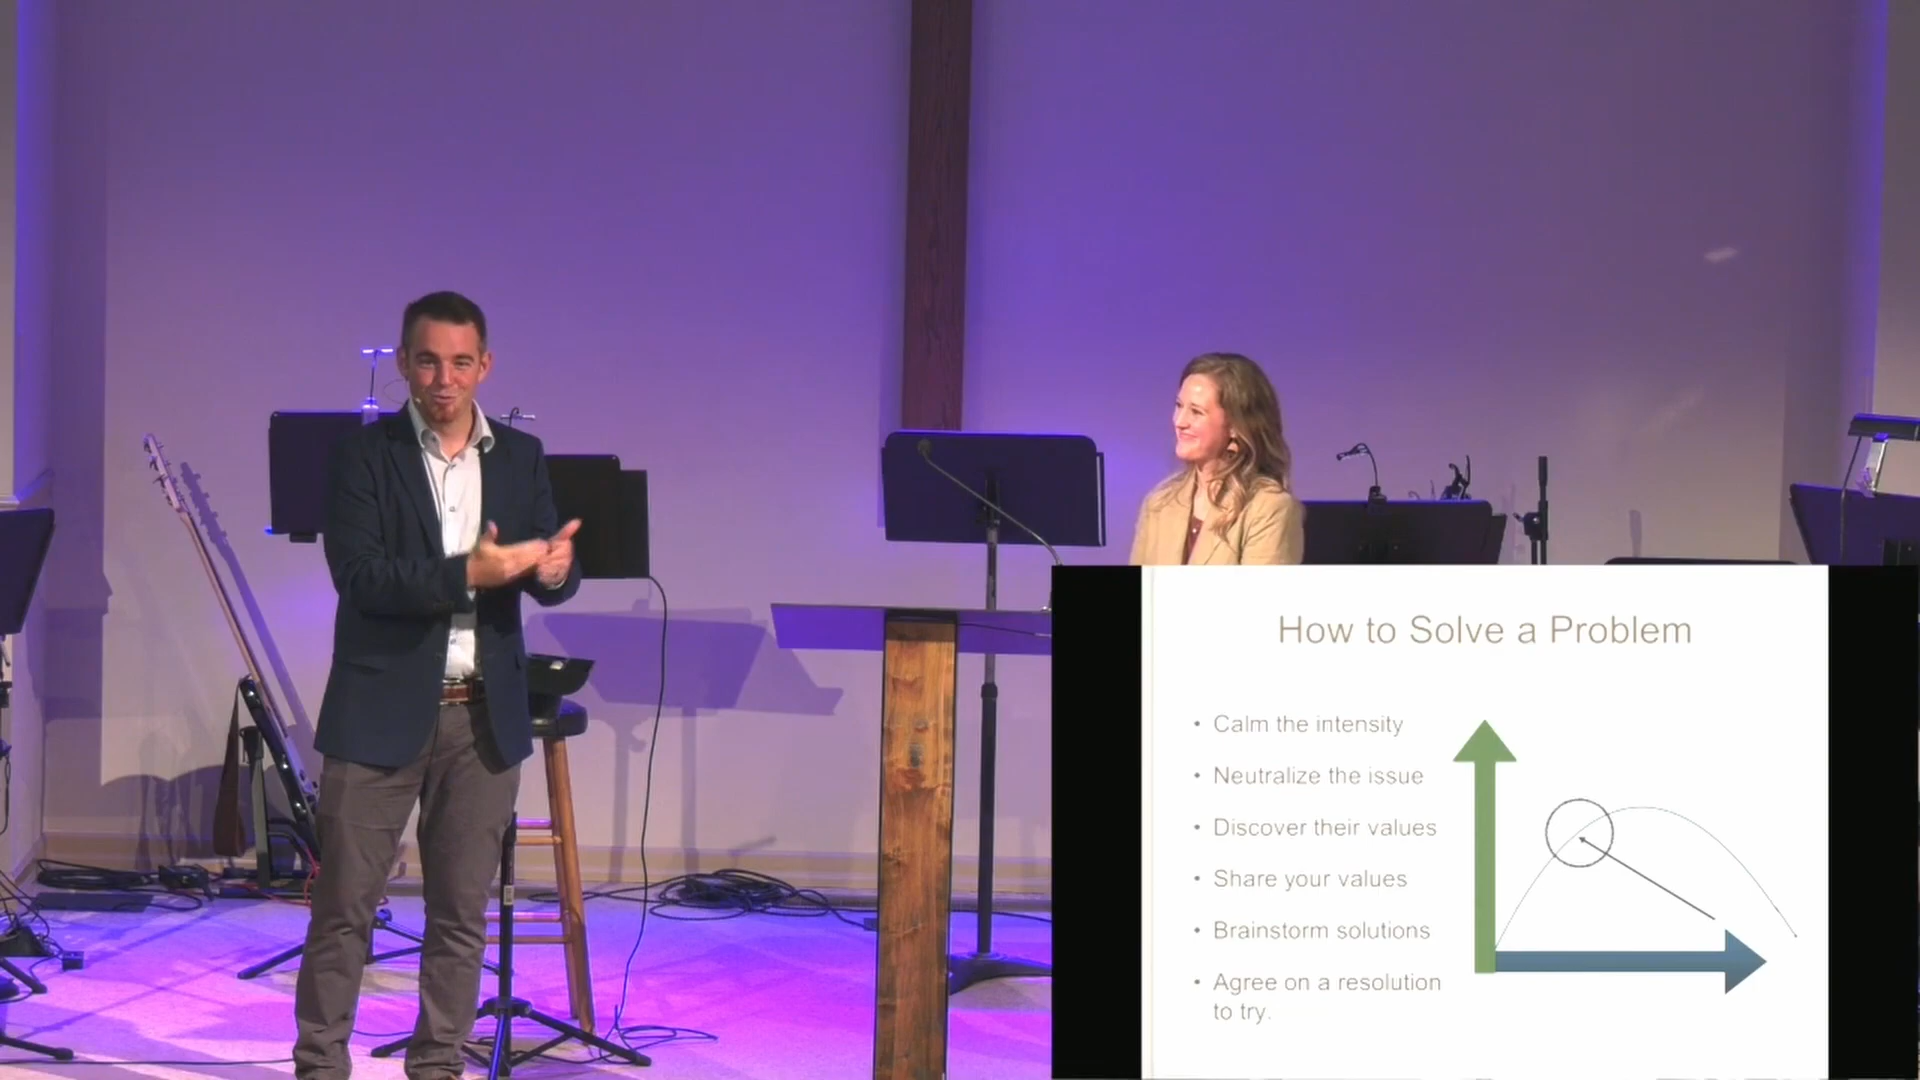 How to Solve a Problem
• Calm the intensity
• Neutralize the issue
• Discover their values
• Share your values
• Brainstorm solutions
• Agree on a resolution
to try.